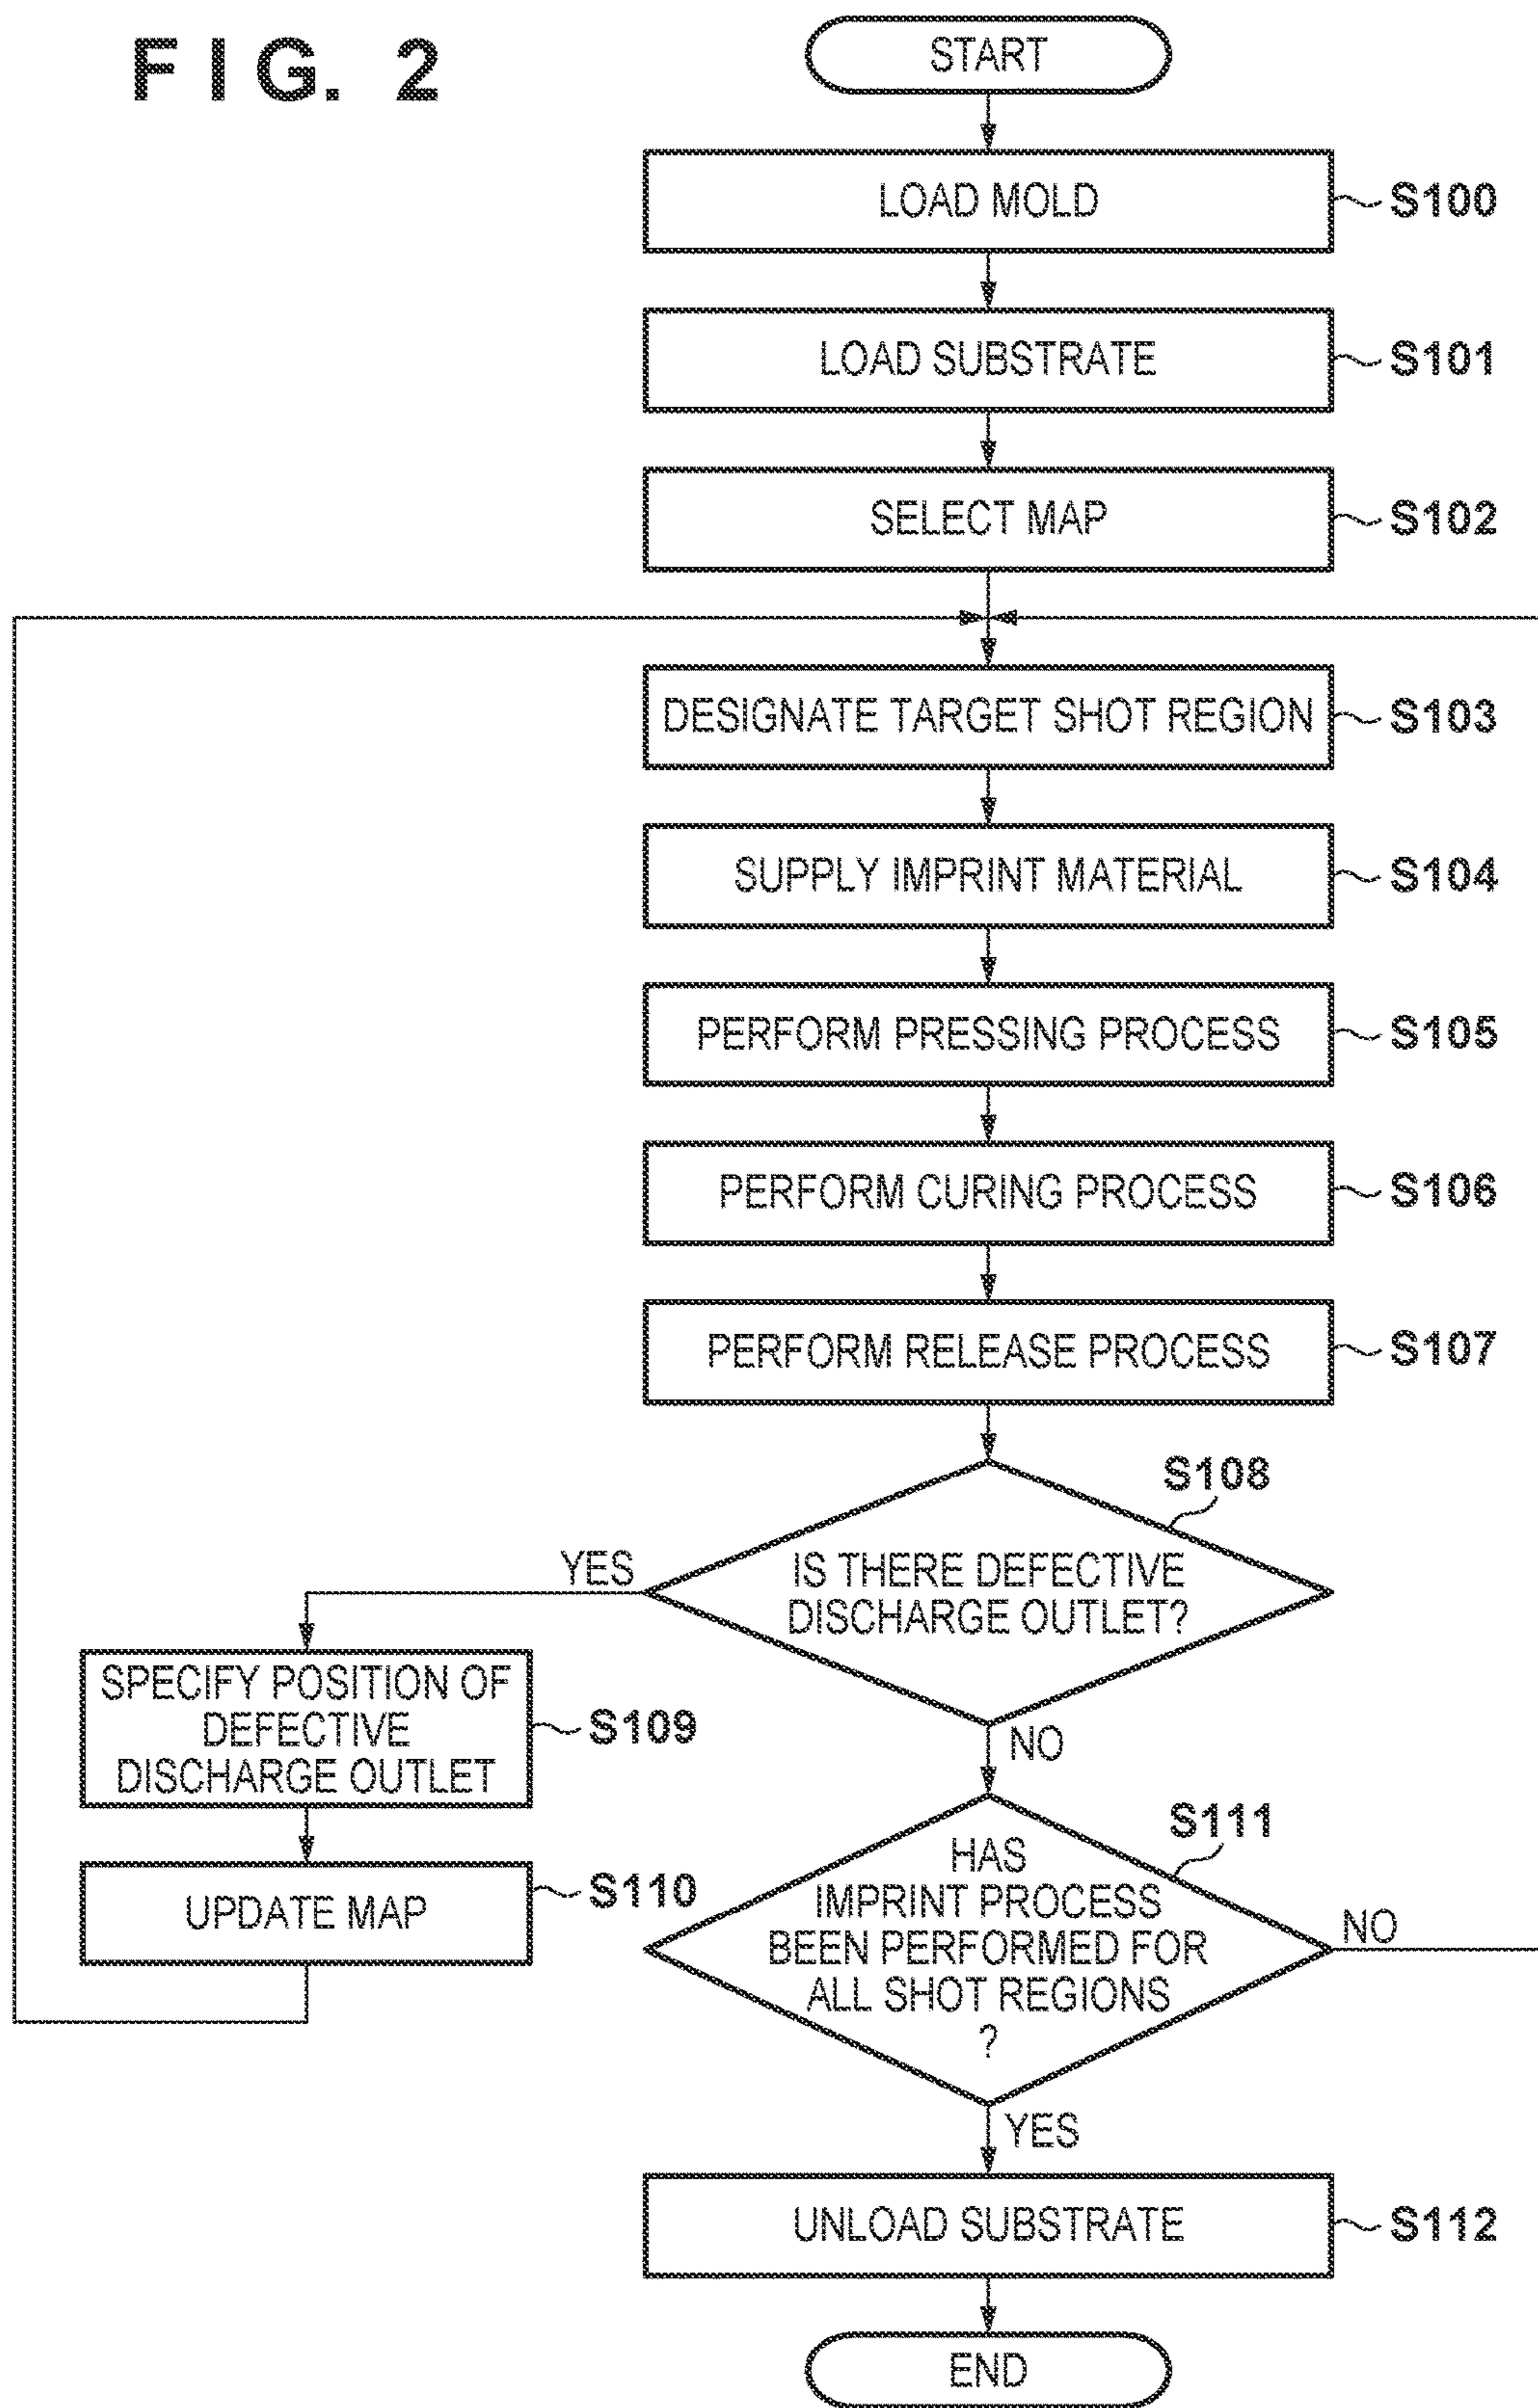 FIG. 2
START
LOAD MOLD
S100
LOAD SUBSTRATE
S101
SELECT MAP
S102
DESIGNATE TARGET SHOT REGION
S103
SUPPLY IMPRINT MATERIAL
S104
PERFORM PRESSING PROCESS
S105
PERFORM CURING PROCESS
S106
PERFORM RELEASE PROCESS
S107
S108
IS THERE DEFECTIVE
DISCHARGE OUTLET?
YES
NO
SPECIFY POSITION OF
DEFECTIVE
DISCHARGE OUTLET
S109
UPDATE MAP
S110
S111
HAS
IMPRINT PROCESS
BEEN PERFORMED FOR
ALL SHOT REGIONS
?
NO
YES
UNLOAD SUBSTRATE
S112
END